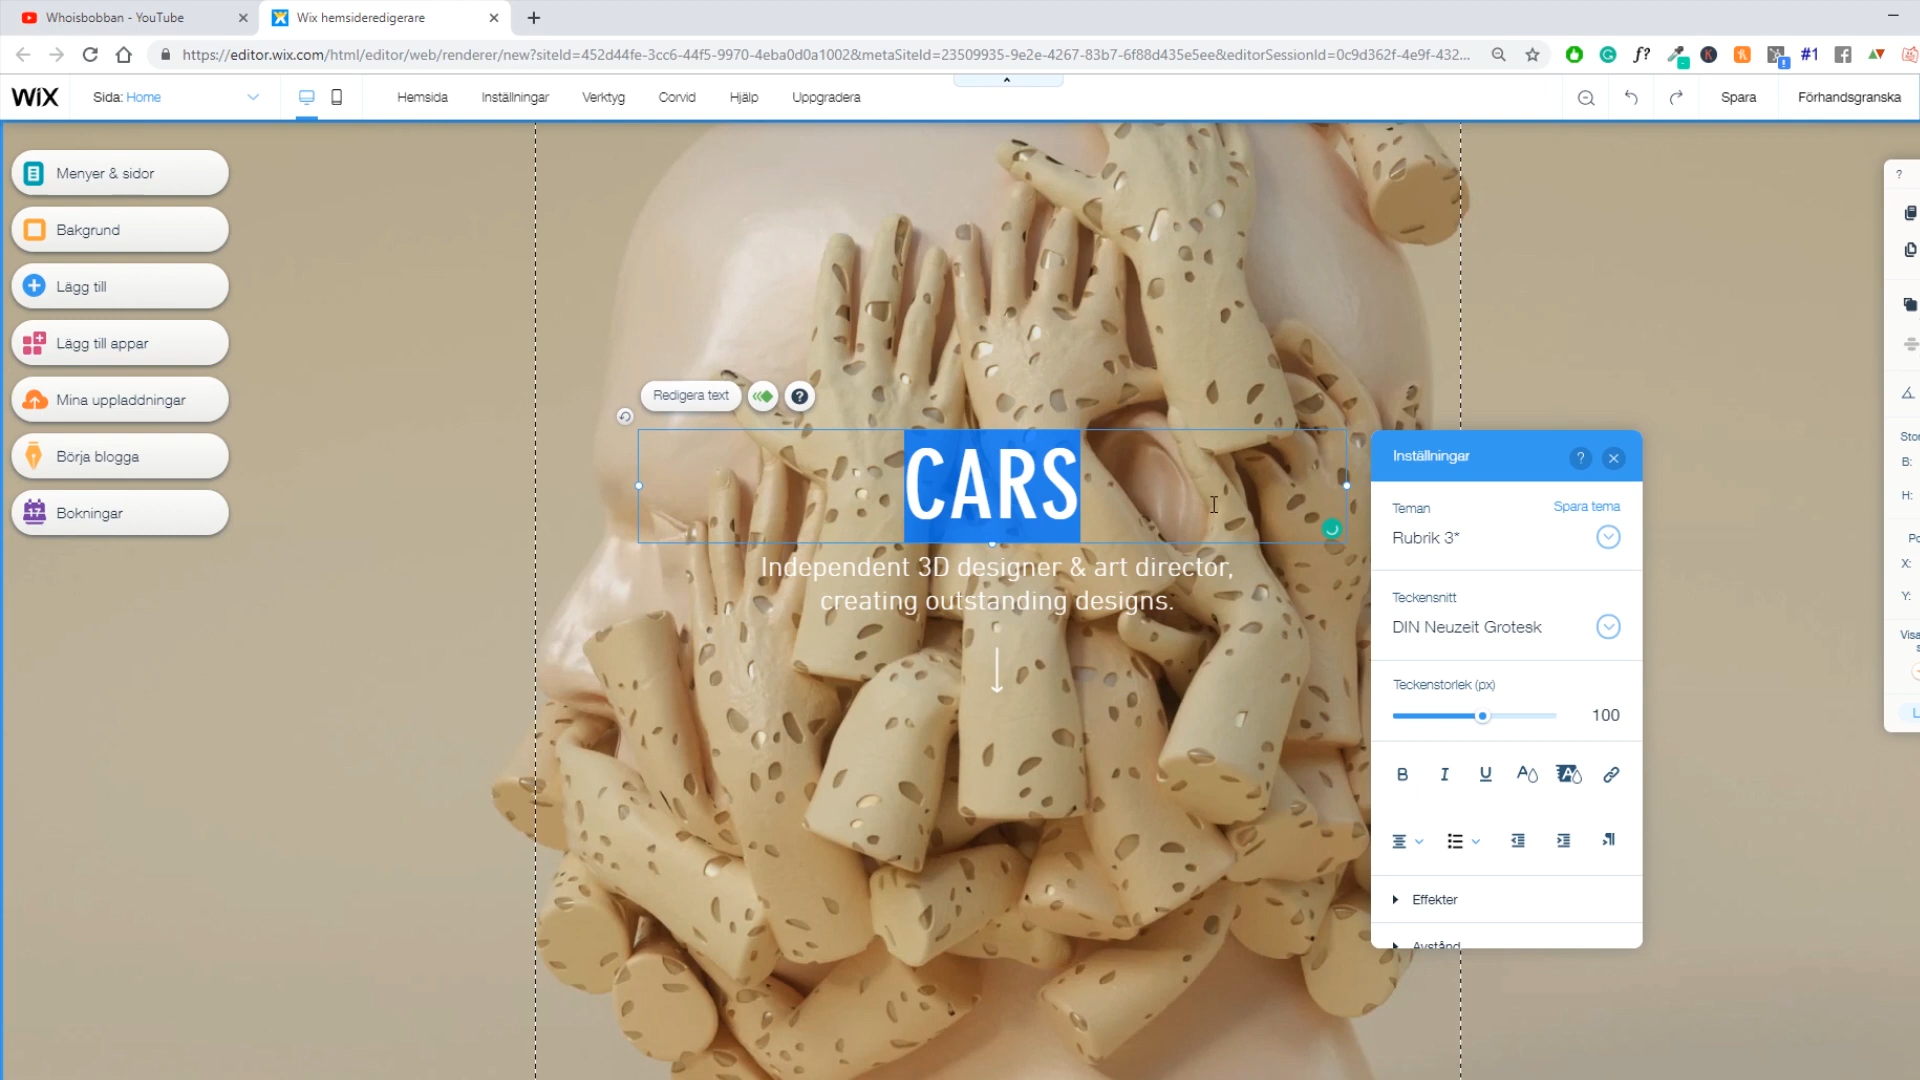 Whoisbobban - YouTube
Wix hemsideredigerare
https://editor.wix.com/html/editor/web/renderer/new?siteId=452d44fe-3cc6-44f5-9970-4eba0d0a1002&metaSiteId=23509935-9e2e-4267-83b7-6f88d435e5ee&editorSessionId=0c9d362f-4e9f-432...
f?
#1
WiX
Sida: Home
Hemsida
Inställningar
Verktyg
Corvid
Hjälp
Uppgradera
Spara
Förhandsgranska
Menyer & sidor
Bakgrund
Lägg till
Lägg till appar
Mina uppladdningar
Börja blogga
17
Bokningar
Redigera text
?
CARS
Independent 3D designer & art director,
creating outstanding designs.
Inställningar
?
Teman
Spara tema
Rubrik 3*
Teckensnitt
DIN Neuzeit Grotesk
Teckenstorlek (px)
100
B I U A A
Effekter
Avstånd
?
B:
H:
X:
Y: